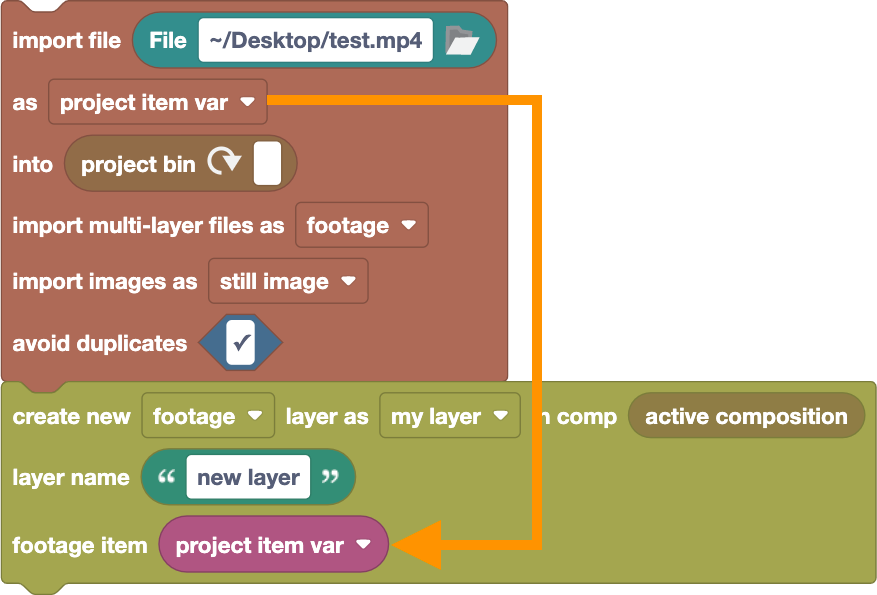 import file File ~/Desktop/test.mp4
as project item var
into project bin
import multi-layer files as footage
import images as still image
avoid duplicates ✓
create new footage layer as my layer n comp active composition
layer name “ new layer ”
footage item project item var